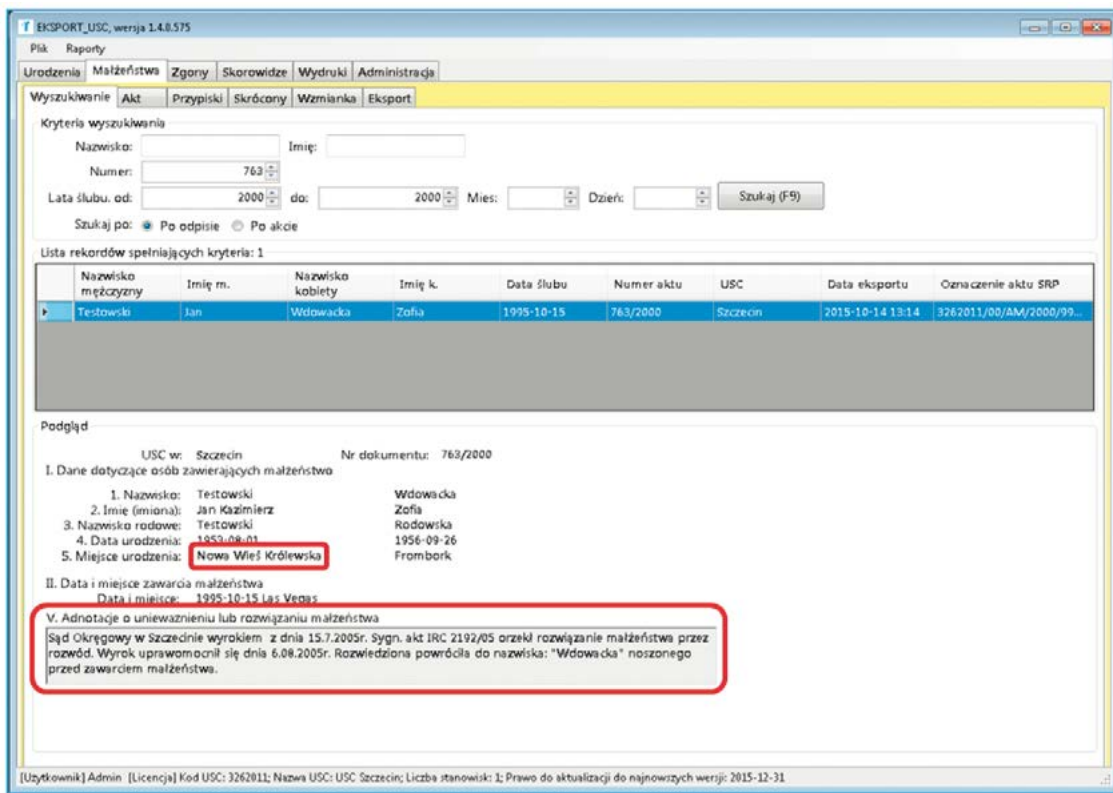 EKSPORT_USC, wersja 1.4.0.575
Plik Raporty
Urodzenia Małżeństwa Zgony Skorowidze Wydruki Administracja
Wyszukiwanie Akt Przypiski Skrócony Wzmianka Eksport
Kryteria wyszukiwania
Nazwisko: Imię:
Numer: 763
Lata ślubu. od: 2000 do: 2000 Mies: Dzień: Szukaj (F9)
Szukaj po: Po odpisie Po akcie
Lista rekordów spełniających kryteria: 1
Nazwisko mężczyzny Imię m. Nazwisko kobiety Imię k. Data ślubu Numer aktu USC Data eksportu Oznaczenie aktu SRP
Testowski Jan Wdowacka Zofia 1995-10-15 763/2000 Szczecin 2015-10-14 13:14 3262011/00/AM/2000/99...
Podgląd
USC w: Szczecin Nr dokumentu: 763/2000
I. Dane dotyczące osób zawierających małżeństwo
1. Nazwisko: Testowski Wdowacka
2. Imię (imiona): Jan Kazimierz Zofia
3. Nazwisko rodowe: Testowski Rodowska
4. Data urodzenia: 1953-08-01 1956-09-26
5. Miejsce urodzenia: Nowa Wieś Królewska Frombork
II. Data i miejsce zawarcia małżeństwa
Data i miejsce: 1995-10-15 Las Vegas
V. Adnotacje o unieważnieniu lub rozwiązaniu małżeństwa
Sąd Okręgowy w Szczecinie wyrokiem z dnia 15.7.2005r. Sygn. akt IRC 2192/05 orzekł rozwiązanie małżeństwa przez
rozwód. Wyrok uprawomocnił się dnia 6.08.2005r. Rozwiedziona powróciła do nazwiska: "Wdowacka" noszonego
przed zawarciem małżeństwa.
[Użytkownik] Admin [Licencja] Kod USC: 3262011; Nazwa USC: USC Szczecin; Liczba stanowisk: 1; Prawo do aktualizacji do najnowszych wersji: 2015-12-31